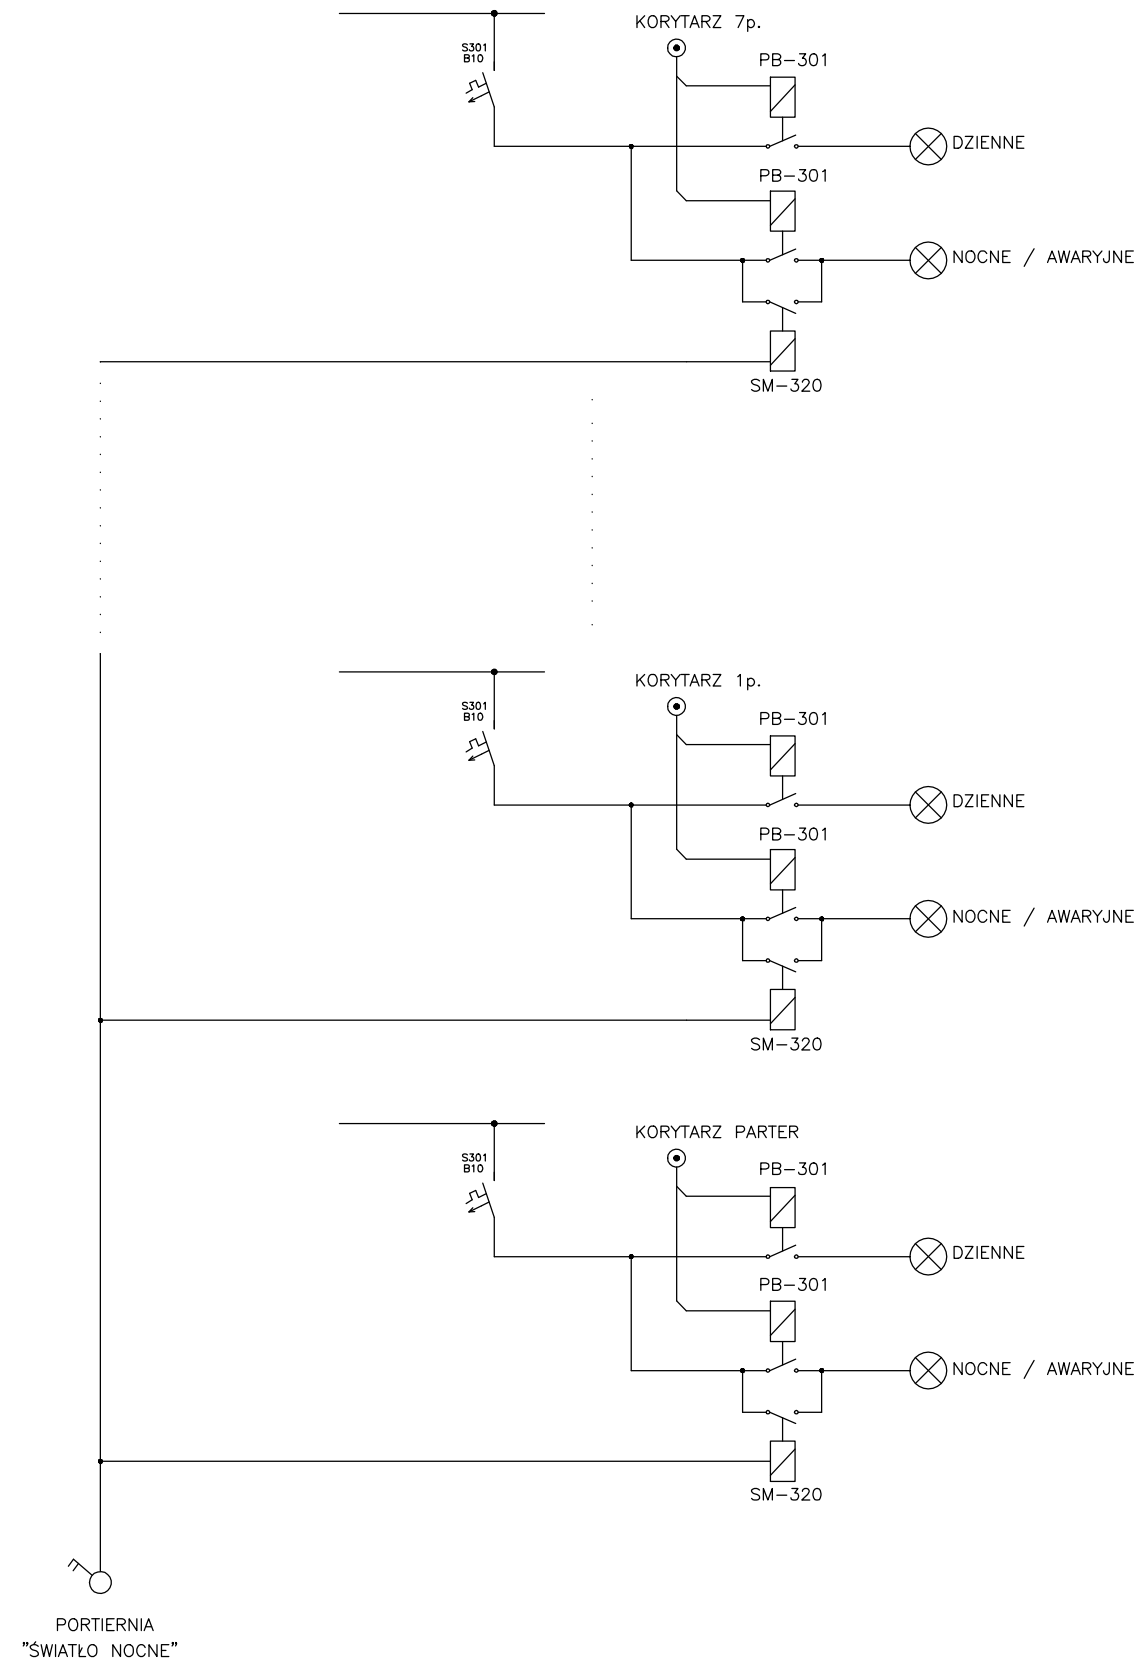 KORYTARZ 7p.
S301
B10
PB-301
DZIENNE
PB-301
NOCNE / AWARYJNE
SM-320
KORYTARZ 1p.
S301
B10
PB-301
DZIENNE
PB-301
NOCNE / AWARYJNE
SM-320
KORYTARZ PARTER
S301
B10
PB-301
DZIENNE
PB-301
NOCNE / AWARYJNE
SM-320
PORTIERNIA
"ŚWIATŁO NOCNE"